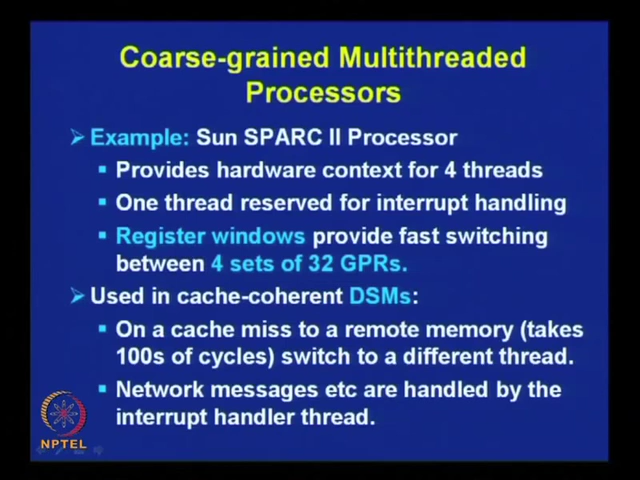 Coarse-grained Multithreaded
Processors
Example: Sun SPARC II Processor
Provides hardware context for 4 threads
One thread reserved for interrupt handling
Register windows provide fast switching
between 4 sets of 32 GPRs.
Used in cache-coherent DSMs:
On a cache miss to a remote memory (takes
100s of cycles) switch to a different thread.
Network messages etc are handled by the
interrupt handler thread.
NPTEL